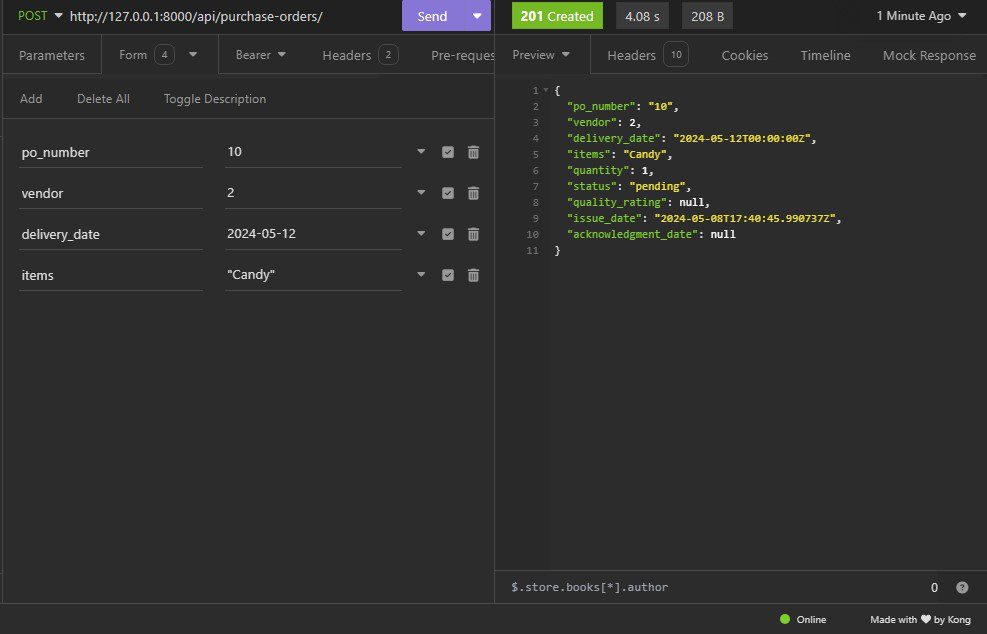 POST http://127.0.0.1:8000/api/purchase-orders/ Send
201 Created 4.08 s 208 B 1 Minute Ago
Parameters Form 4 Bearer Headers 2 Pre-reques
Preview Headers 10 Cookies Timeline Mock Response
Add Delete All Toggle Description
po_number 10
vendor 2
delivery_date 2024-05-12
items "Candy"
1 {
2 "po_number": "10",
3 "vendor": 2,
4 "delivery_date": "2024-05-12T00:00:00Z",
5 "items": "Candy",
6 "quantity": 1,
7 "status": "pending",
8 "quality_rating": null,
9 "issue_date": "2024-05-08T17:40:45.990737Z",
10 "acknowledgment_date": null
11 }
$.store.books[*].author 0 ?
Online Made with ❤ by Kong